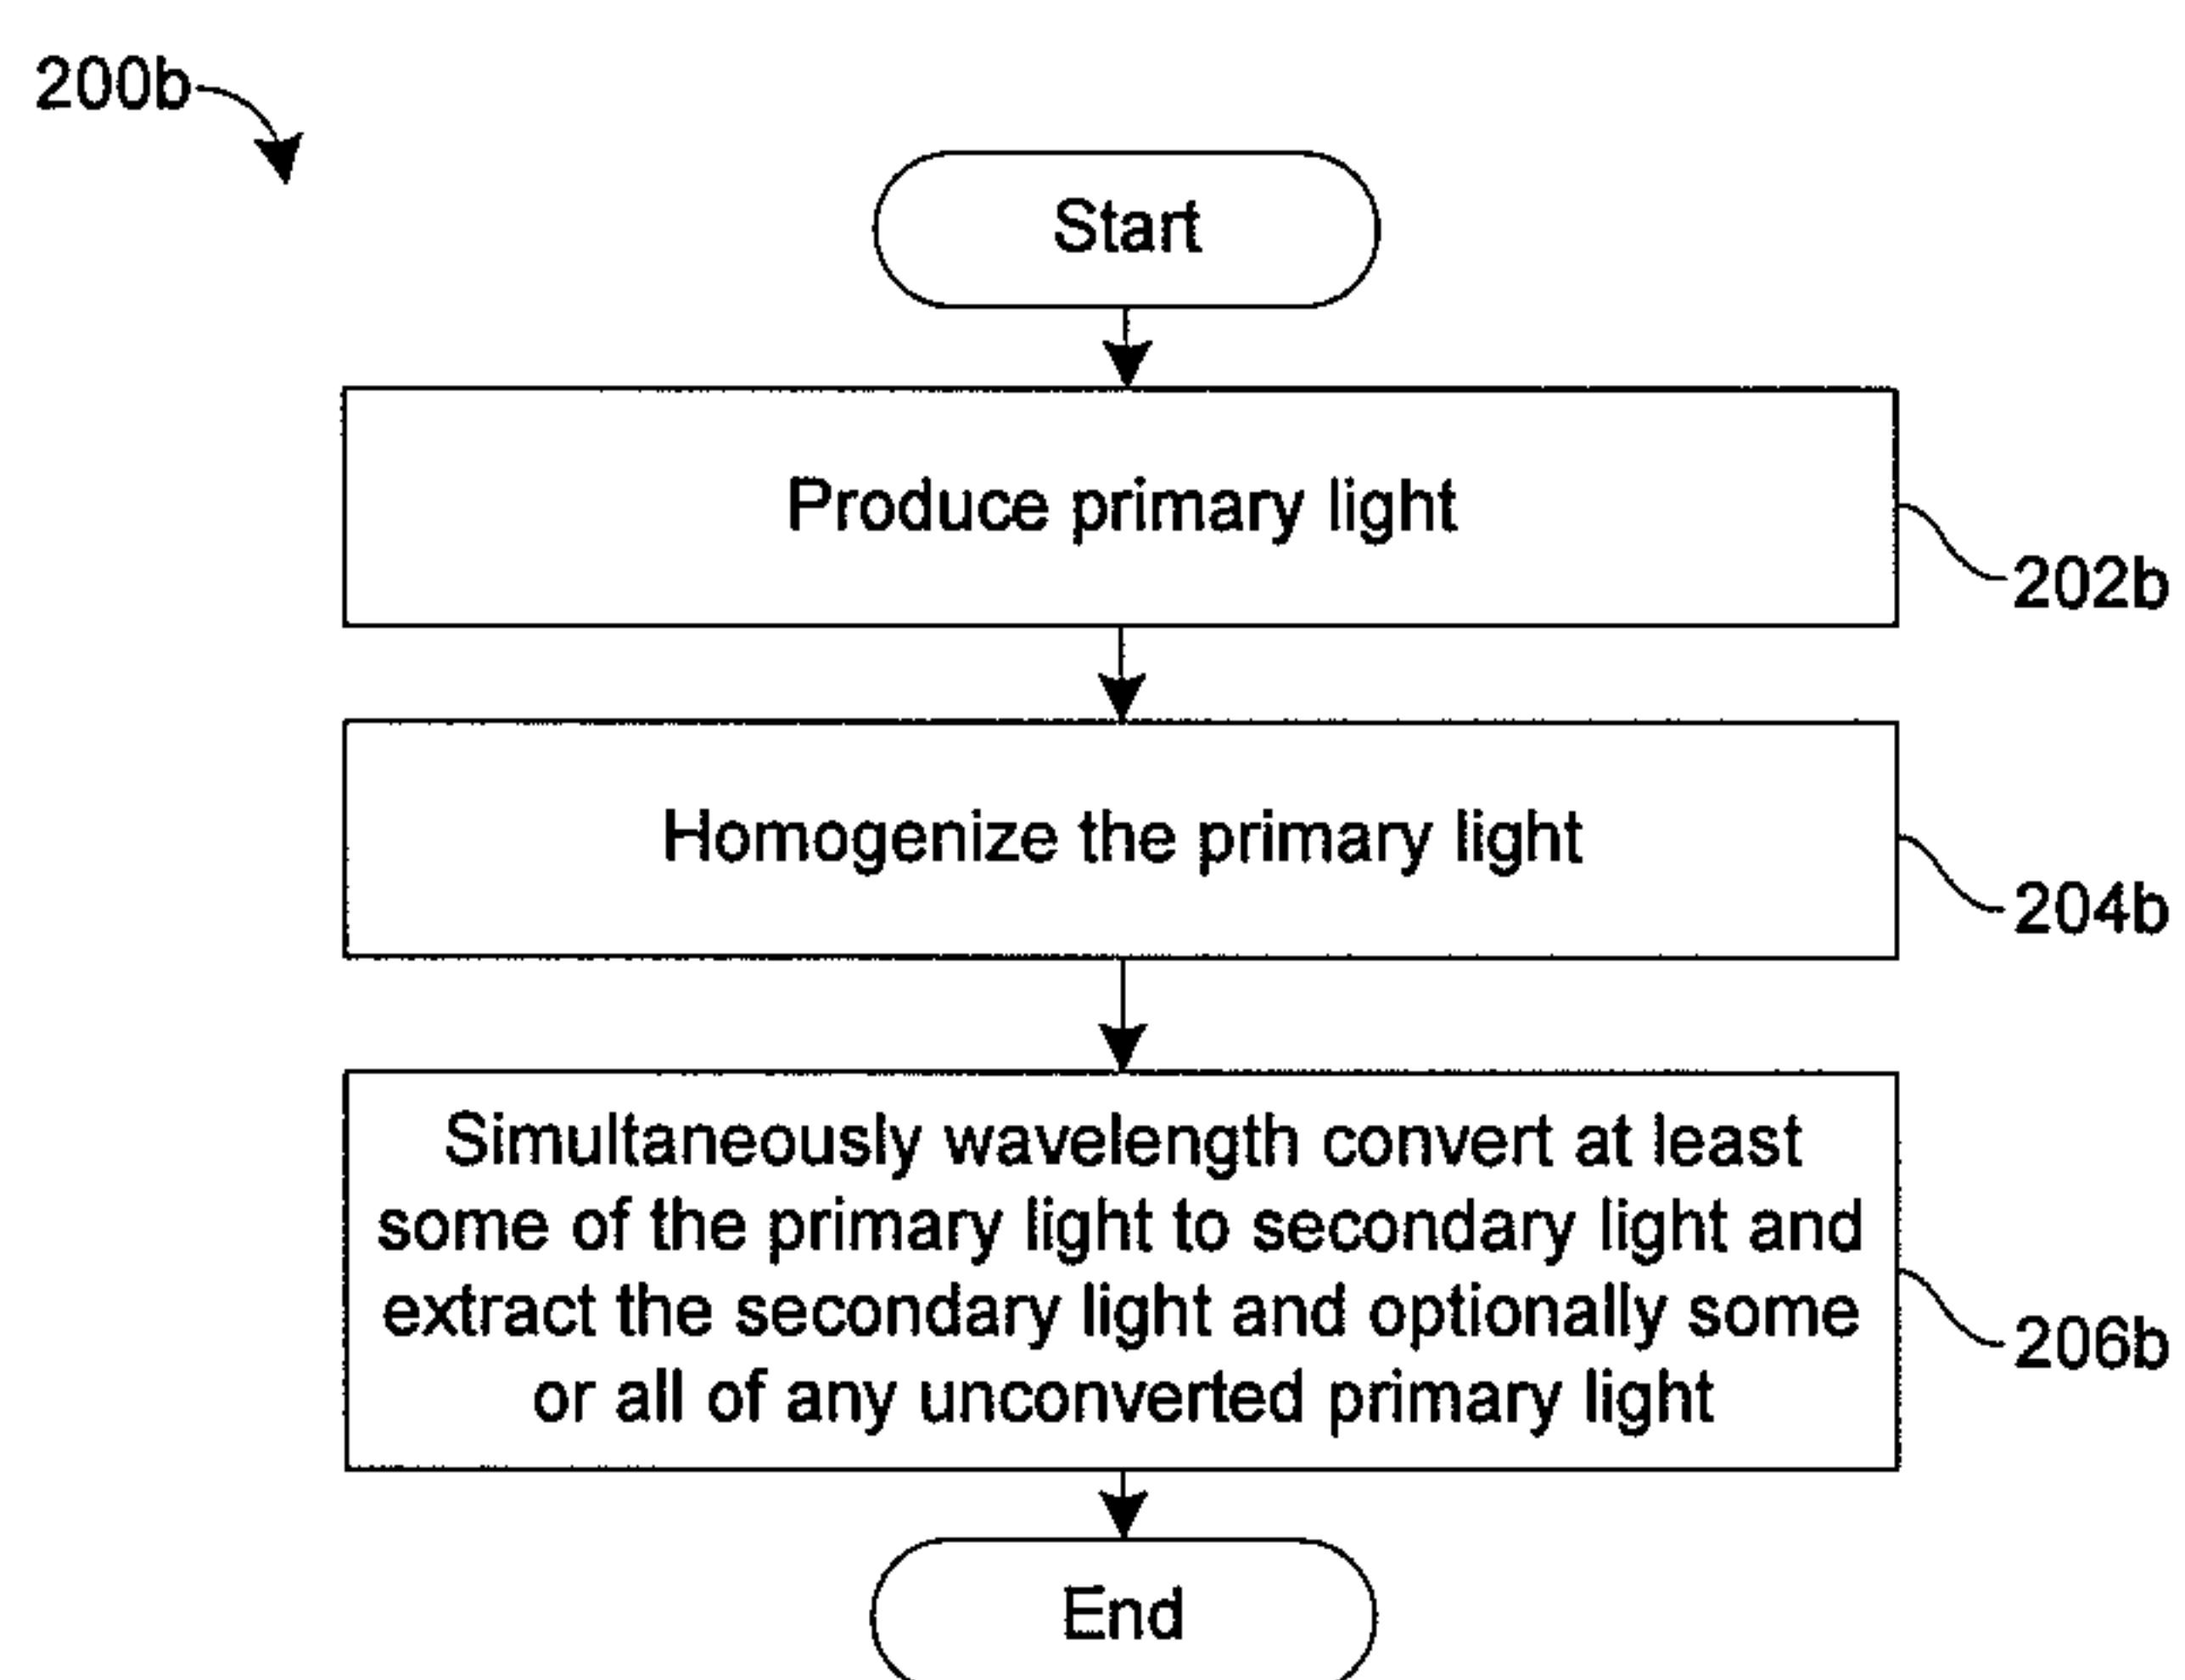 200b
Start
Produce primary light
202b
Homogenize the primary light
204b
Simultaneously wavelength convert at least
some of the primary light to secondary light and
extract the secondary light and optionally some
or all of any unconverted primary light
206b
End